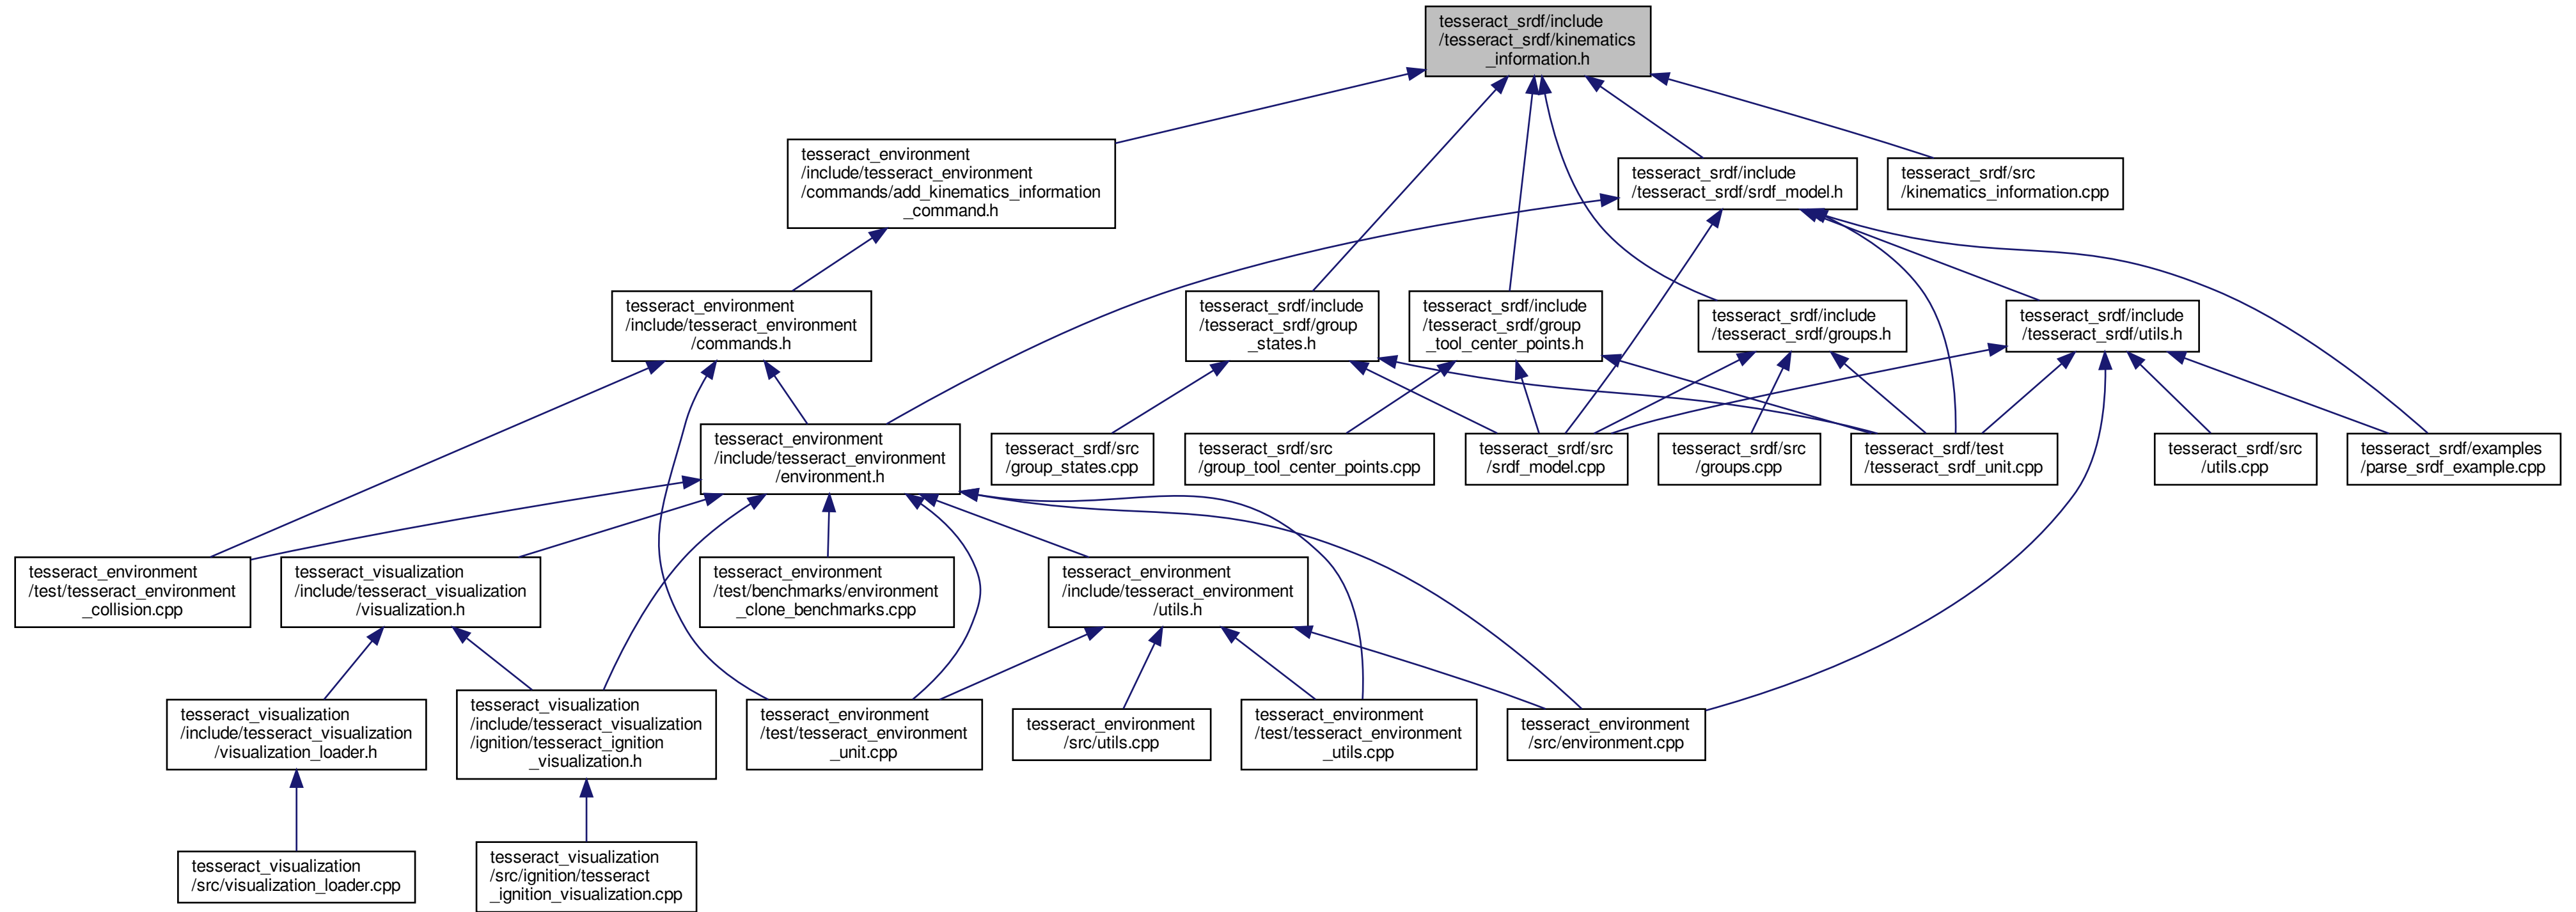 tesseract_srdf/include
/tesseract_srdf/kinematics
_information.h
tesseract_environment
/include/tesseract_environment
/commands/add_kinematics_information
_command.h
tesseract_srdf/include
/tesseract_srdf/srdf_model.h
tesseract_srdf/src
/kinematics_information.cpp
tesseract_environment
/include/tesseract_environment
/commands.h
tesseract_srdf/include
/tesseract_srdf/group
_states.h
tesseract_srdf/include
/tesseract_srdf/group
_tool_center_points.h
tesseract_srdf/include
/tesseract_srdf/groups.h
tesseract_srdf/include
/tesseract_srdf/utils.h
tesseract_environment
/include/tesseract_environment
/environment.h
tesseract_srdf/src
/group_states.cpp
tesseract_srdf/src
/group_tool_center_points.cpp
tesseract_srdf/src
/srdf_model.cpp
tesseract_srdf/src
/groups.cpp
tesseract_srdf/test
/tesseract_srdf_unit.cpp
tesseract_srdf/src
/utils.cpp
tesseract_srdf/examples
/parse_srdf_example.cpp
tesseract_environment
/test/tesseract_environment
_collision.cpp
tesseract_visualization
/include/tesseract_visualization
/visualization.h
tesseract_environment
/test/benchmarks/environment
_clone_benchmarks.cpp
tesseract_environment
/include/tesseract_environment
/utils.h
tesseract_visualization
/include/tesseract_visualization
/visualization_loader.h
tesseract_visualization
/include/tesseract_visualization
/ignition/tesseract_ignition
_visualization.h
tesseract_environment
/test/tesseract_environment
_unit.cpp
tesseract_environment
/src/utils.cpp
tesseract_environment
/test/tesseract_environment
_utils.cpp
tesseract_environment
/src/environment.cpp
tesseract_visualization
/src/visualization_loader.cpp
tesseract_visualization
/src/ignition/tesseract
_ignition_visualization.cpp